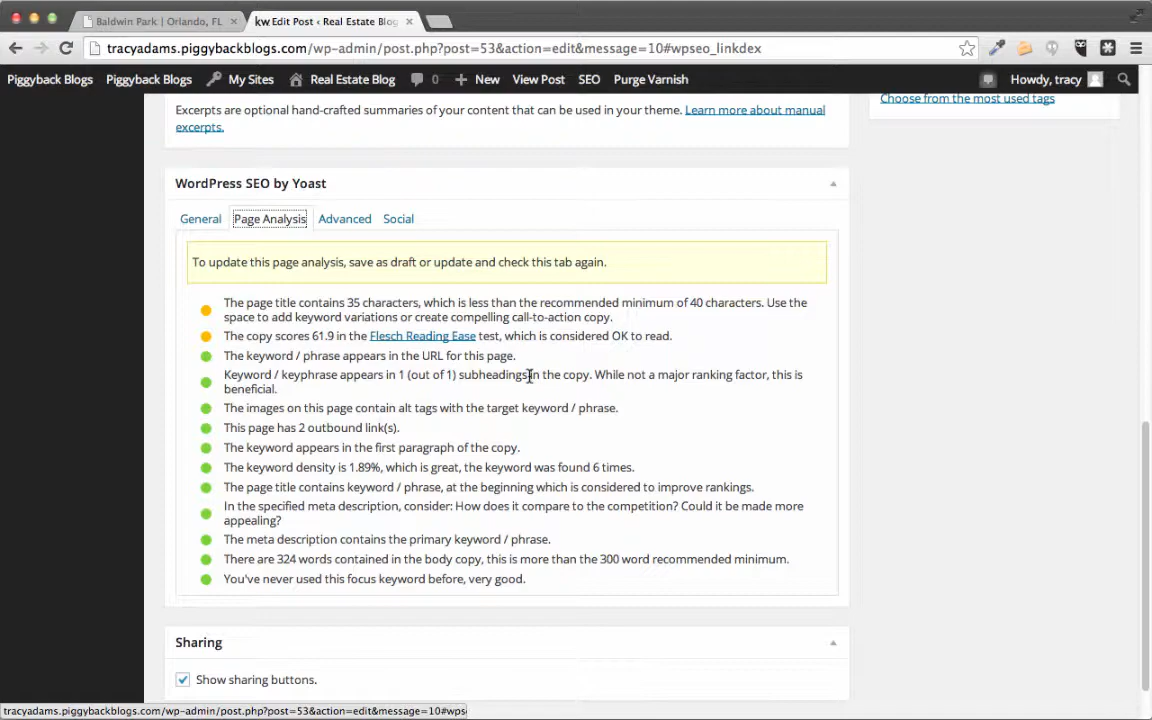 Baldwin Park | Orlando, FL
kw Edit Post ‹ Real Estate Blog
tracyadams.piggybackblogs.com/wp-admin/post.php?post=53&action=edit&message=10#wpseo_linkdex
Piggyback Blogs Piggyback Blogs My Sites Real Estate Blog 0 New View Post SEO Purge Varnish Howdy, tracy
Excerpts are optional hand-crafted summaries of your content that can be used in your theme. Learn more about manual
excerpts.
Choose from the most used tags
WordPress SEO by Yoast
General Page Analysis Advanced Social
To update this page analysis, save as draft or update and check this tab again.
The page title contains 35 characters, which is less than the recommended minimum of 40 characters. Use the
space to add keyword variations or create compelling call-to-action copy.
The copy scores 61.9 in the Flesch Reading Ease test, which is considered OK to read.
The keyword / phrase appears in the URL for this page.
Keyword / keyphrase appears in 1 (out of 1) subheadings in the copy. While not a major ranking factor, this is
beneficial.
The images on this page contain alt tags with the target keyword / phrase.
This page has 2 outbound link(s).
The keyword appears in the first paragraph of the copy.
The keyword density is 1.89%, which is great, the keyword was found 6 times.
The page title contains keyword / phrase, at the beginning which is considered to improve rankings.
In the specified meta description, consider: How does it compare to the competition? Could it be made more
appealing?
The meta description contains the primary keyword / phrase.
There are 324 words contained in the body copy, this is more than the 300 word recommended minimum.
You've never used this focus keyword before, very good.
Sharing
Show sharing buttons.
tracyadams.piggybackblogs.com/wp-admin/post.php?post=53&action=edit&message=10#wps